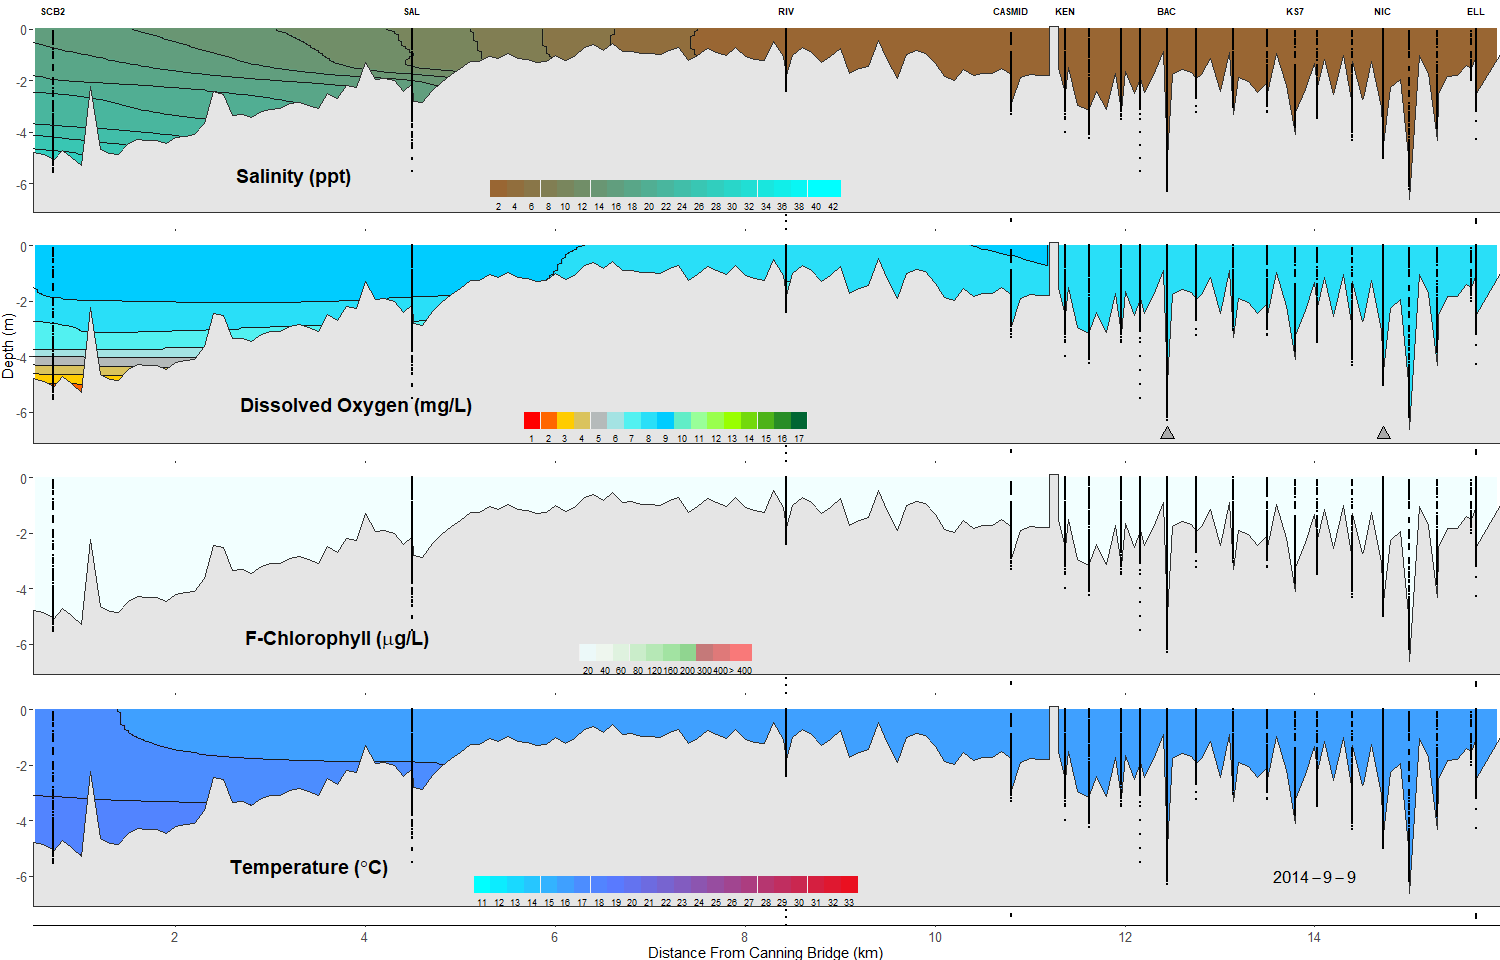 SCB2 SAL RIV CASMID KEN BAC KS7 NIC ELL
0
-2
-4
-6
Salinity (ppt)
2 4 6 8 10 12 14 16 18 20 22 24 26 28 30 32 34 36 38 40 42
0
-2
-4
-6
Depth (m)
Dissolved Oxygen (mg/L)
1 2 3 4 5 6 7 8 9 10 11 12 13 14 15 16 17
0
-2
-4
-6
F-Chlorophyll (µg/L)
20 40 60 80 120 160 200 300 400 > 400
0
-2
-4
-6
Temperature (°C)
2014-9-9
11 12 13 14 15 16 17 18 19 20 21 22 23 24 25 26 27 28 29 30 31 32 33
2 4 6 8 10 12 14
Distance From Canning Bridge (km)